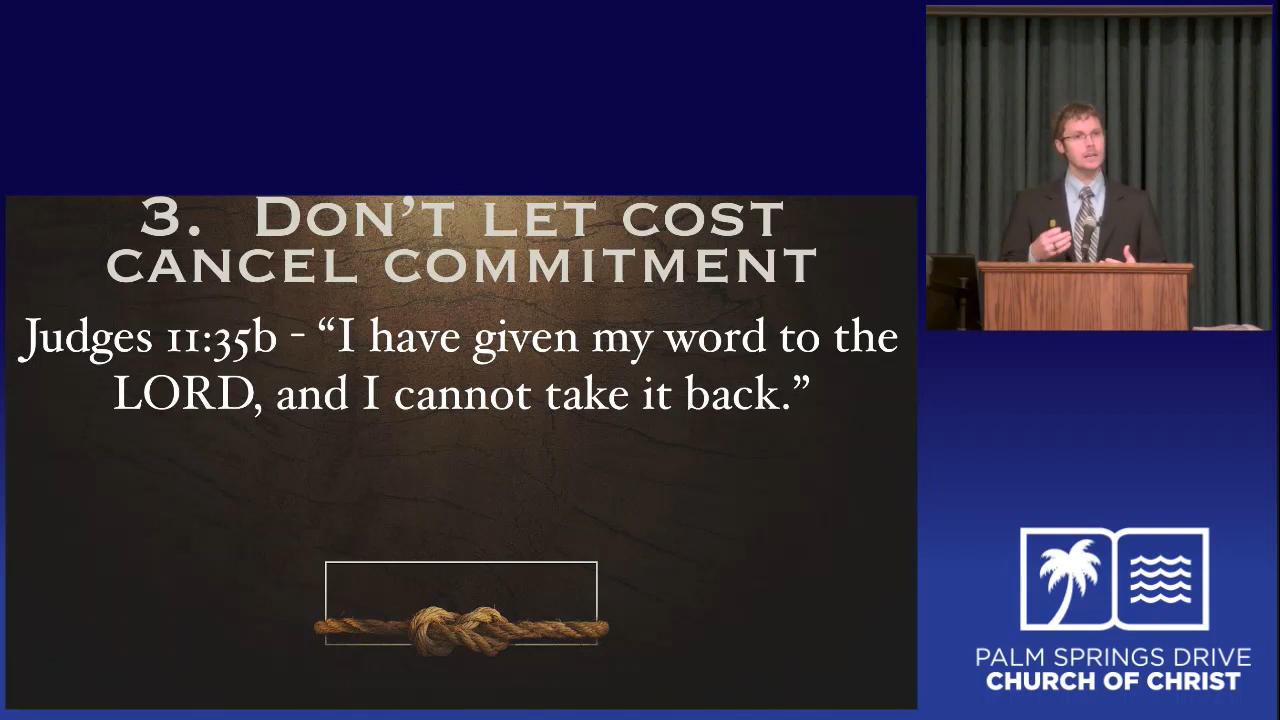 3. DON’T LET COST
CANCEL COMMITMENT
Judges 11:35b - “I have given my word to the
LORD, and I cannot take it back.”
PALM SPRINGS DRIVE
CHURCH OF CHRIST